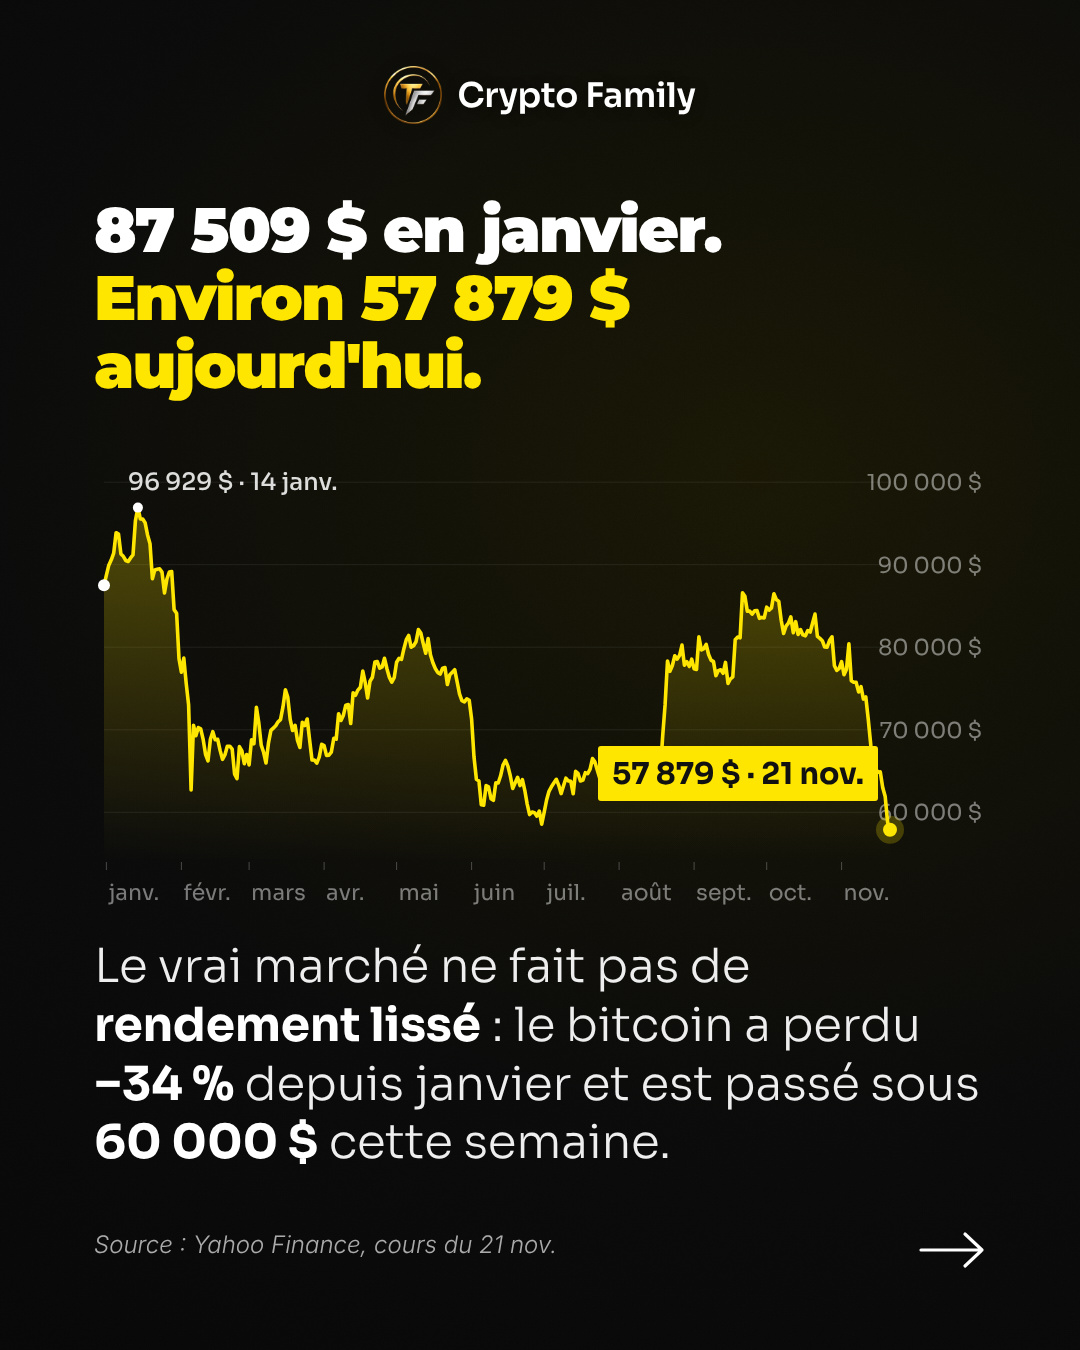 TF
Crypto Family
87 509 $ en janvier.
Environ 57 879 $
aujourd'hui.
96 929 $ · 14 janv.
100 000 $
90 000 $
80 000 $
70 000 $
57 879 $ · 21 nov.
60 000 $
janv. févr. mars avr. mai juin juil. août sept. oct. nov.
Le vrai marché ne fait pas de
rendement lissé : le bitcoin a perdu
−34 % depuis janvier et est passé sous
60 000 $ cette semaine.
Source : Yahoo Finance, cours du 21 nov.